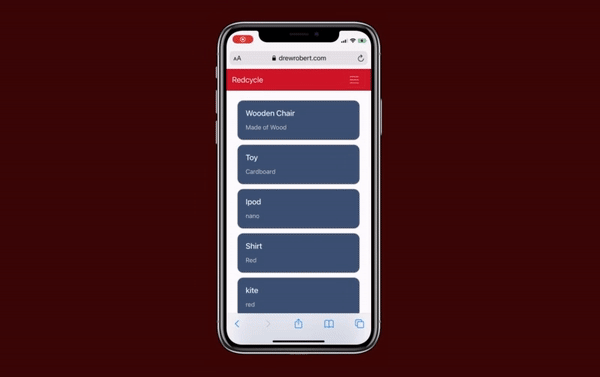 AA drewrobert.com
Redcycle
Wooden Chair
Made of Wood
Toy
Cardboard
Ipod
nano
Shirt
Red
kite
red